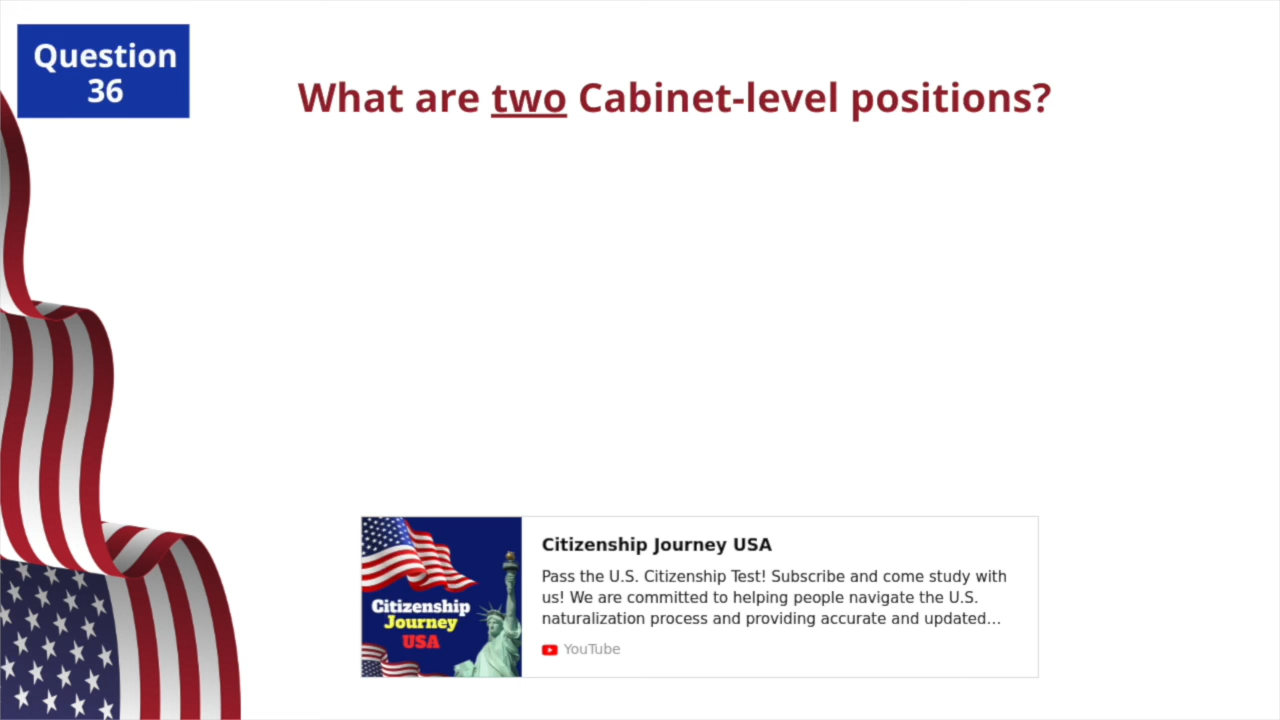 Question
36
What are two Cabinet-level positions?
Citizenship
Journey
USA
Citizenship Journey USA
Pass the U.S. Citizenship Test! Subscribe and come study with
us! We are committed to helping people navigate the U.S.
naturalization process and providing accurate and updated...
YouTube